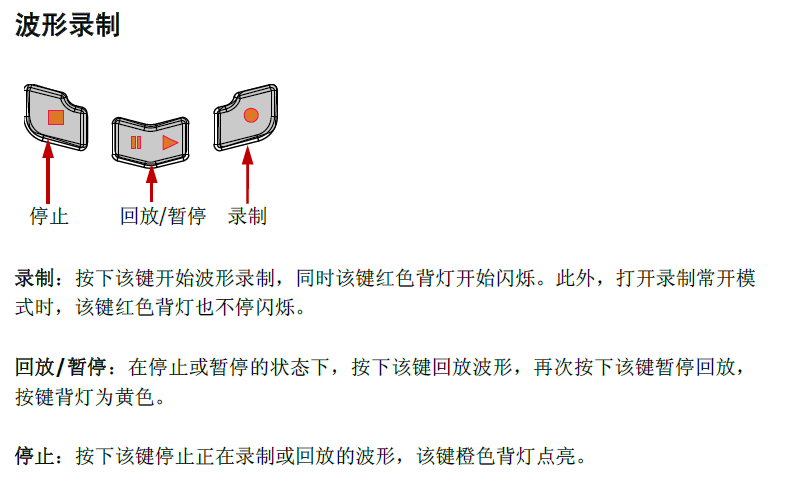 波形录制
停止
回放/暂停
录制
录制：按下该键开始波形录制，同时该键红色背灯开始闪烁。此外，打开录制常开模
式时，该键红色背灯也不停闪烁。
回放/暂停：在停止或暂停的状态下，按下该键回放波形，再次按下该键暂停回放，
按键背灯为黄色。
停止：按下该键停止正在录制或回放的波形，该键橙色背灯点亮。